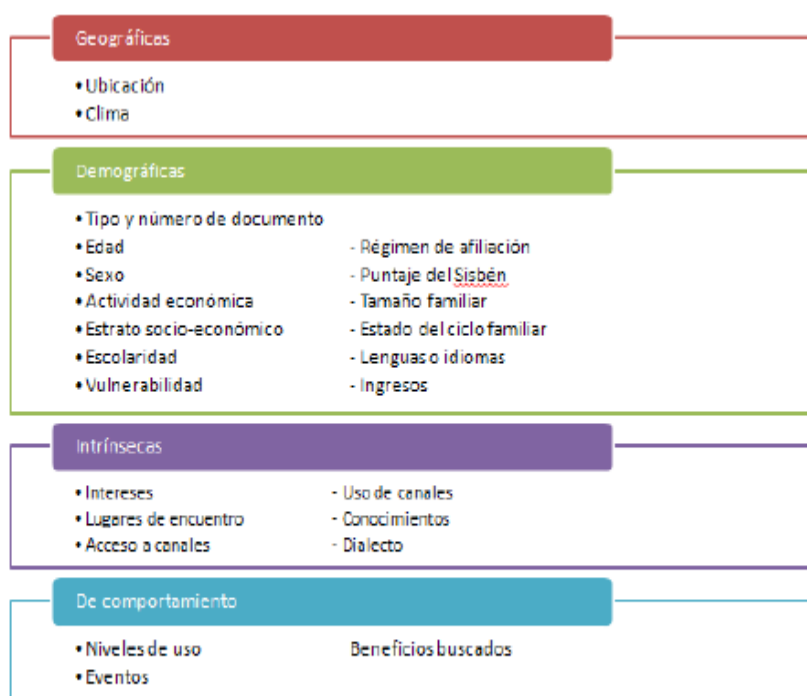 Geográficas
• Ubicación
• Clima
Demográficas
• Tipo y número de documento
• Edad - Régimen de afiliación
• Sexo - Puntaje del Sisbén
• Actividad económica - Tamaño familiar
• Estrato socio-económico - Estado del ciclo familiar
• Escolaridad - Lenguas o idiomas
• Vulnerabilidad - Ingresos
Intrínsecas
• Intereses - Uso de canales
• Lugares de encuentro - Conocimientos
• Acceso a canales - Dialecto
De comportamiento
• Niveles de uso Beneficios buscados
• Eventos